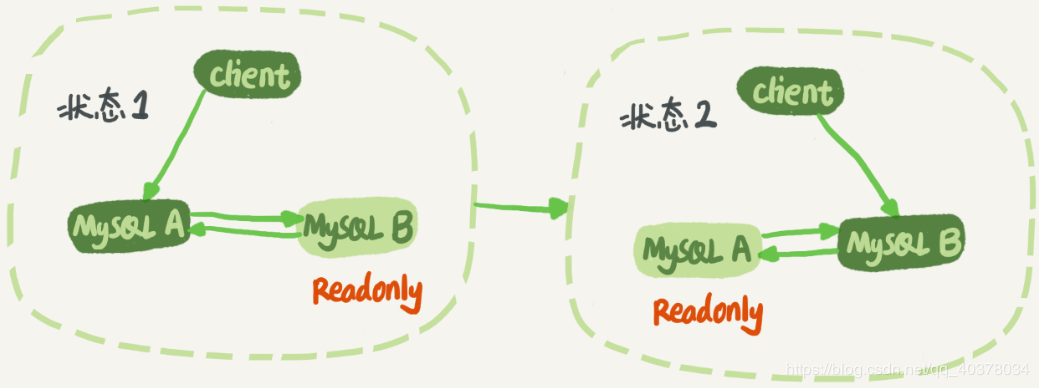 client
状态1
MySQL A
MySQL B
Readonly
client
状态2
MySQL A
MySQL B
Readonly
https://blog.csdn.net/qq_40378034